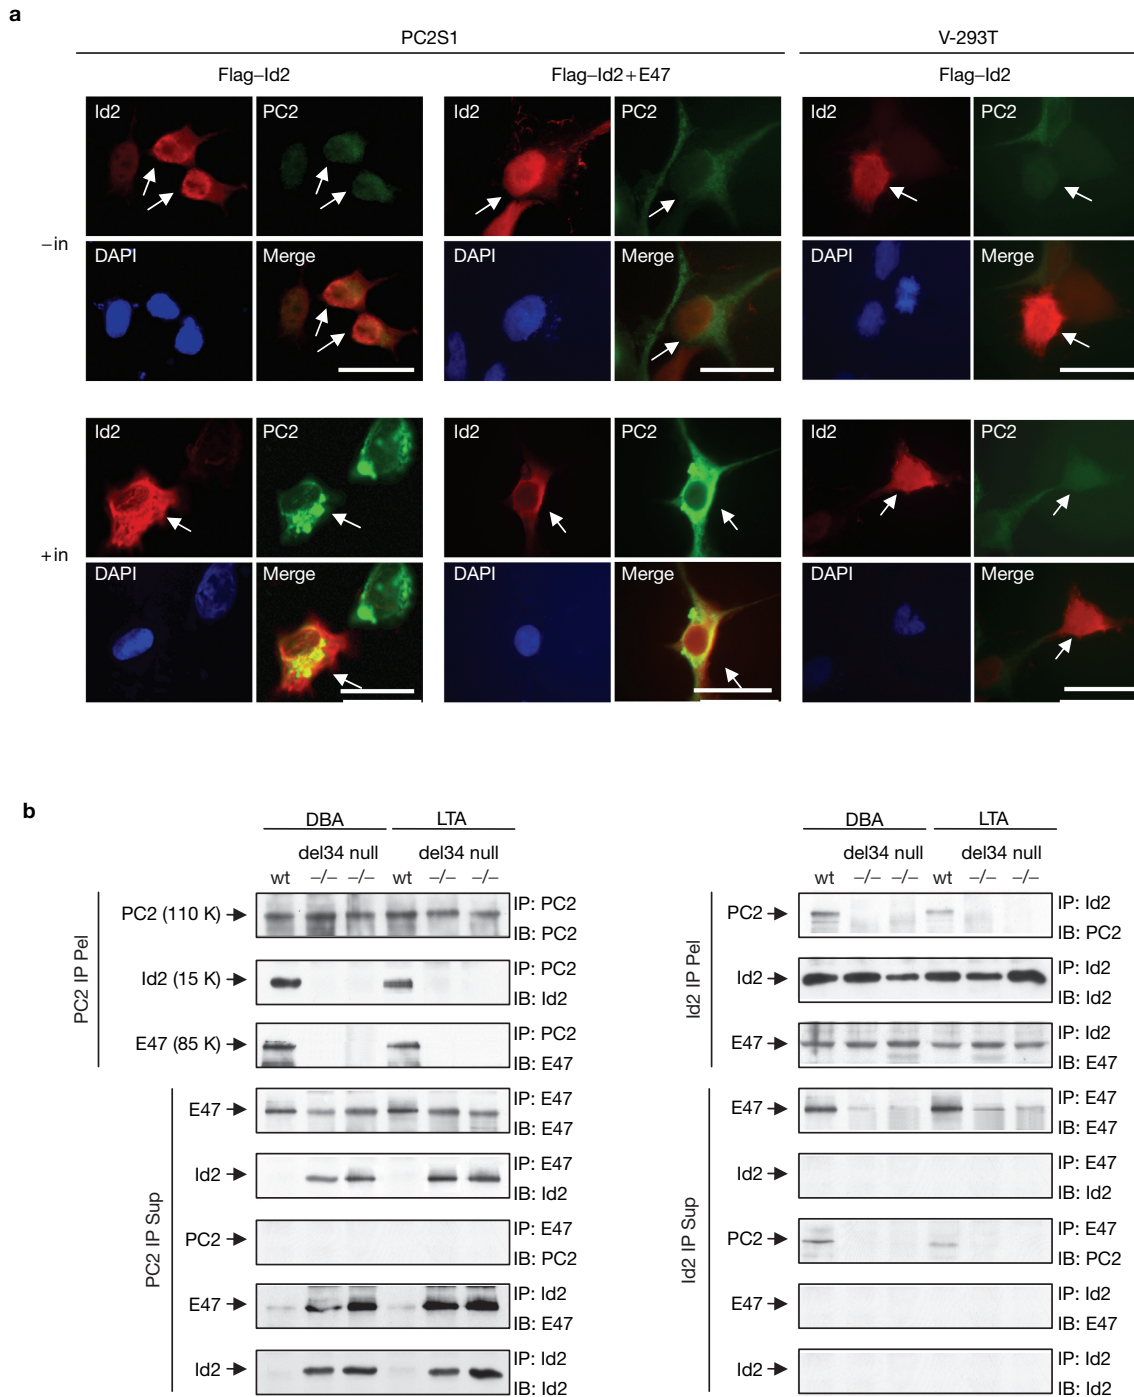 a
PC2S1
V-293T
Flag–Id2
Flag–Id2+E47
Flag–Id2
Id2
PC2
Id2
PC2
Id2
PC2
–in
DAPI
Merge
DAPI
Merge
DAPI
Merge
Id2
PC2
Id2
PC2
Id2
PC2
+in
DAPI
Merge
DAPI
Merge
DAPI
Merge
b
DBA
LTA
del34 null
del34 null
wt
–/–
–/–
wt
–/–
–/–
PC2 IP Pel
PC2 (110 K)
IP: PC2
IB: PC2
Id2 (15 K)
IP: PC2
IB: Id2
E47 (85 K)
IP: PC2
IB: E47
PC2 IP Sup
E47
IP: E47
IB: E47
Id2
IP: E47
IB: Id2
PC2
IP: E47
IB: PC2
E47
IP: Id2
IB: E47
Id2
IP: Id2
IB: Id2
DBA
LTA
del34 null
del34 null
wt
–/–
–/–
wt
–/–
–/–
Id2 IP Pel
PC2
IP: Id2
IB: PC2
Id2
IP: Id2
IB: Id2
E47
IP: Id2
IB: E47
Id2 IP Sup
E47
IP: E47
IB: E47
Id2
IP: E47
IB: Id2
PC2
IP: E47
IB: PC2
E47
IP: Id2
IB: E47
Id2
IP: Id2
IB: Id2